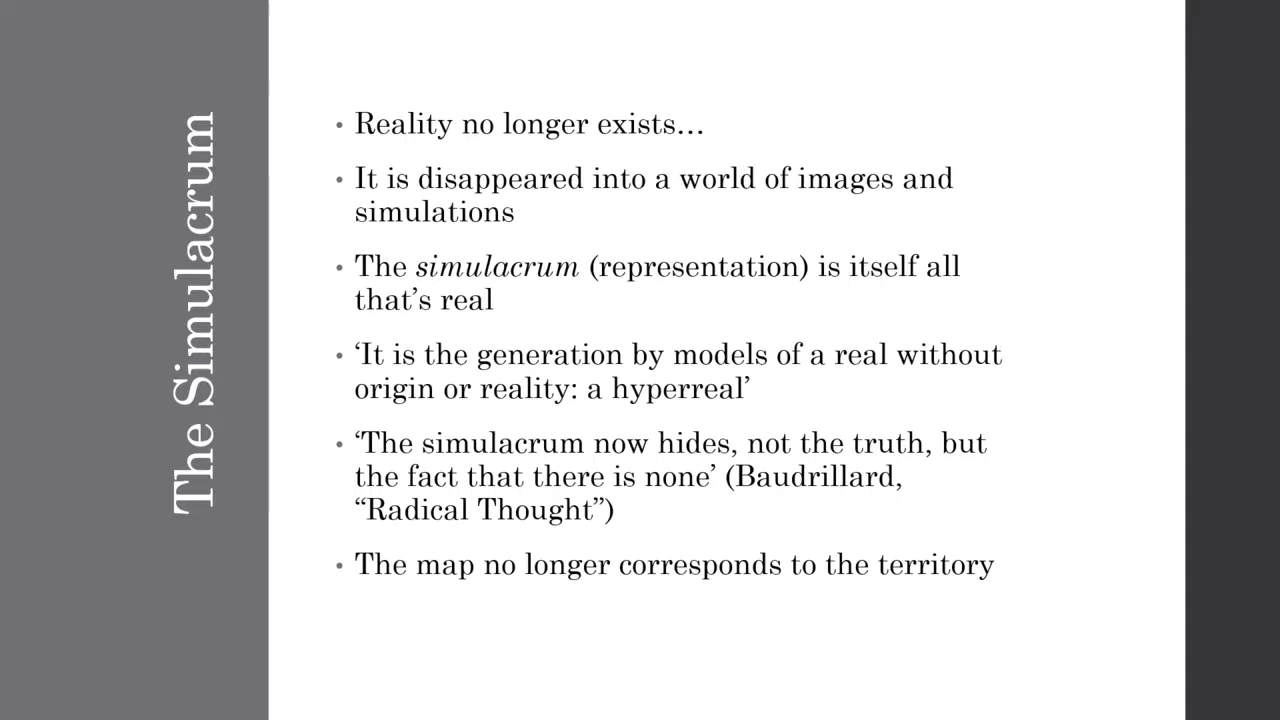 The Simulacrum
• Reality no longer exists…
• It is disappeared into a world of images and
simulations
• The simulacrum (representation) is itself all
that’s real
• ‘It is the generation by models of a real without
origin or reality: a hyperreal’
• ‘The simulacrum now hides, not the truth, but
the fact that there is none’ (Baudrillard,
“Radical Thought”)
• The map no longer corresponds to the territory